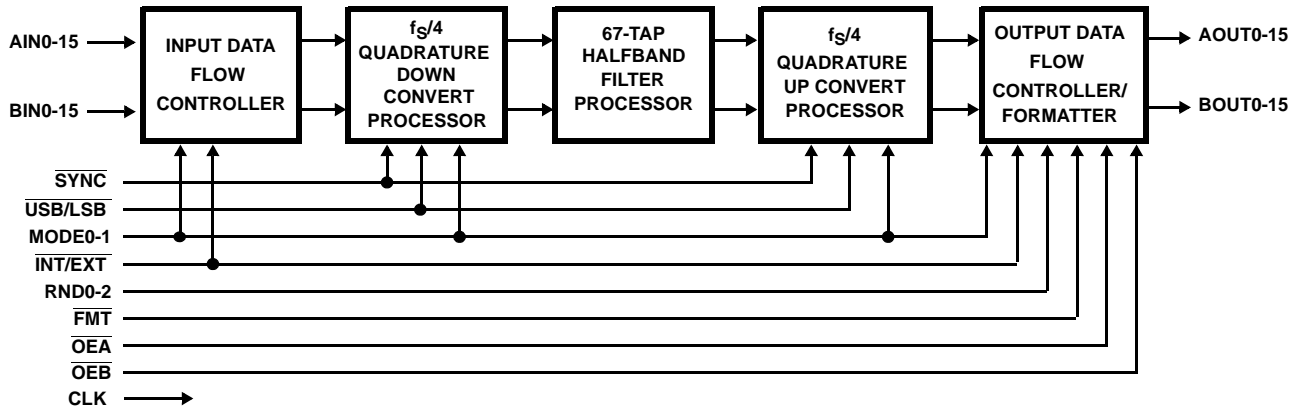 AIN0-15
BIN0-15
INPUT DATA
FLOW
CONTROLLER
fS/4
QUADRATURE
DOWN
CONVERT
PROCESSOR
67-TAP
HALFBAND
FILTER
PROCESSOR
fS/4
QUADRATURE
UP CONVERT
PROCESSOR
OUTPUT DATA
FLOW
CONTROLLER/
FORMATTER
AOUT0-15
BOUT0-15
SYNC
USB/LSB
MODE0-1
INT/EXT
RND0-2
FMT
OEA
OEB
CLK